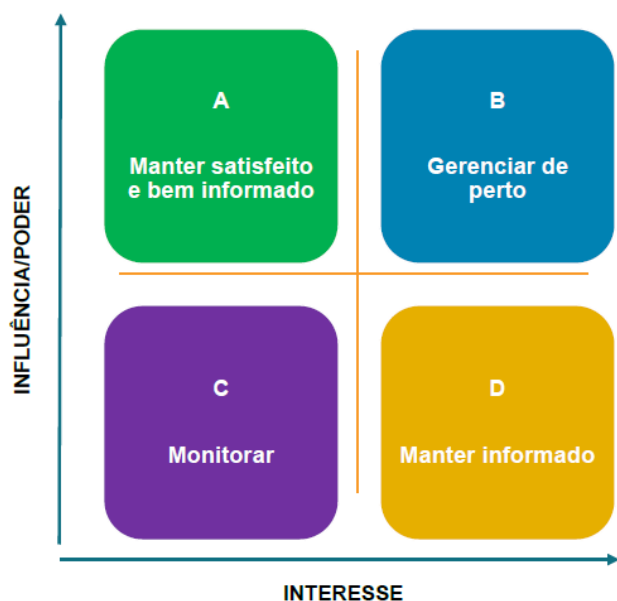 A
Manter satisfeito
e bem informado
B
Gerenciar de
perto
INFLUÊNCIA/PODER
C
Monitorar
D
Manter informado
INTERESSE